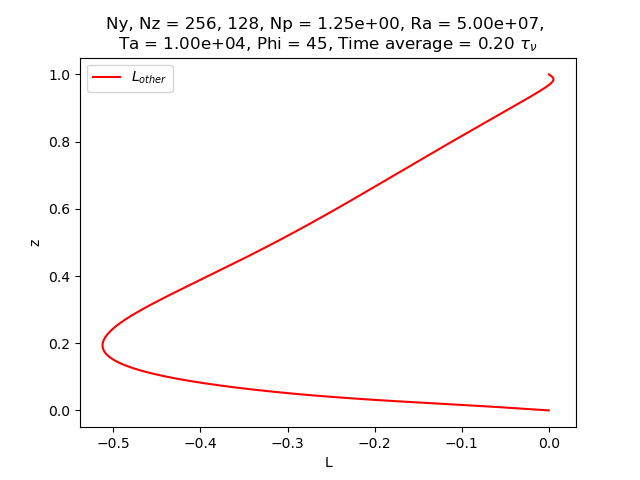 Ny, Nz = 256, 128, Np = 1.25e+00, Ra = 5.00e+07,
Ta = 1.00e+04, Phi = 45, Time average = 0.20 τν
L_other
1.0
0.8
0.6
0.4
0.2
0.0
z
−0.5 −0.4 −0.3 −0.2 −0.1 0.0
L